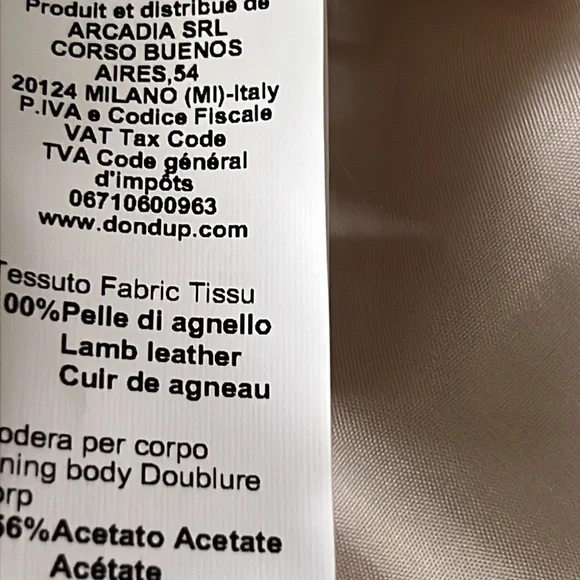 Produit et distribué de
ARCADIA SRL
CORSO BUENOS
AIRES,54
20124 MILANO (MI)-Italy
P.IVA e Codice Fiscale
VAT Tax Code
TVA Code général
d'impôts
06710600963
www.dondup.com
Tessuto Fabric Tissu
00%Pelle di agnello
Lamb leather
Cuir de agneau
odera per corpo
ning body Doublure
orp
56%Acetato Acetate
Acétate